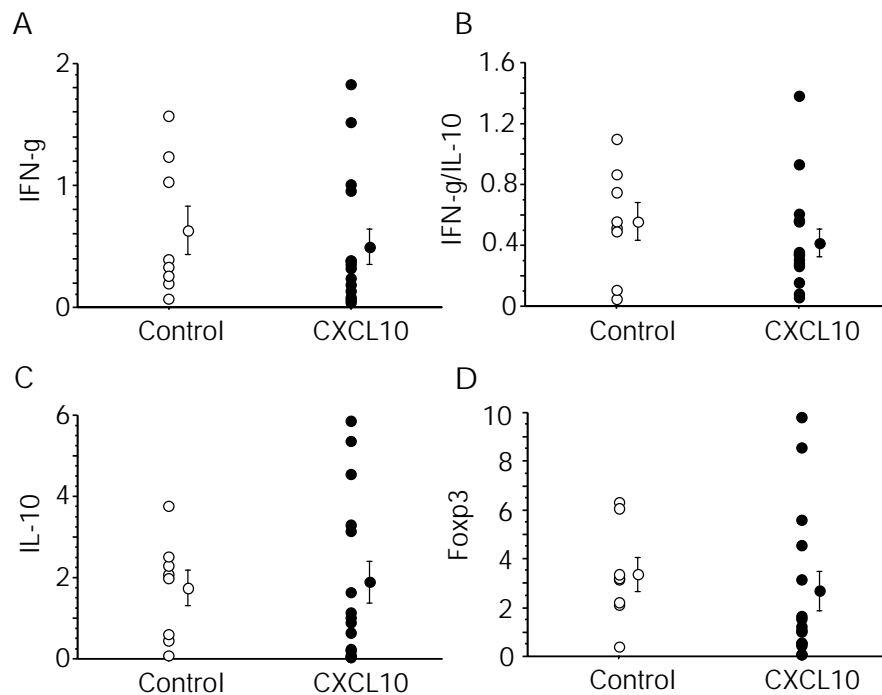 A
B
2
1
0
IFN-g
Control
CXCL10
1.6
1.2
0.8
0.4
0
IFN-g/IL-10
Control
CXCL10
C
D
6
4
2
0
IL-10
Control
CXCL10
10
8
6
4
2
0
Foxp3
Control
CXCL10